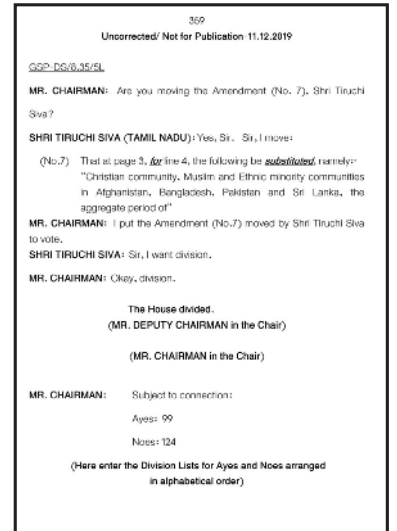 359
Uncorrected/ Not for Publication-11.12.2019
GSP-DS/8.35/5L
MR. CHAIRMAN: Are you moving the Amendment (No. 7), Shri Tiruchi
Siva?
SHRI TIRUCHI SIVA (TAMIL NADU): Yes, Sir. Sir, I move:
(No.7) That at page 3, for line 4, the following be substituted, namely:-
"Christian community, Muslim and Ethnic minority communities
in Afghanistan, Bangladesh, Pakistan and Sri Lanka, the
aggregate period of"
MR. CHAIRMAN: I put the Amendment (No.7) moved by Shri Tiruchi Siva
to vote.
SHRI TIRUCHI SIVA: Sir, I want division.
MR. CHAIRMAN: Okay, division.
The House divided.
(MR. DEPUTY CHAIRMAN in the Chair)
(MR. CHAIRMAN in the Chair)
MR. CHAIRMAN: Subject to connection:
Ayes: 99
Noes: 124
(Here enter the Division Lists for Ayes and Noes arranged
in alphabetical order)